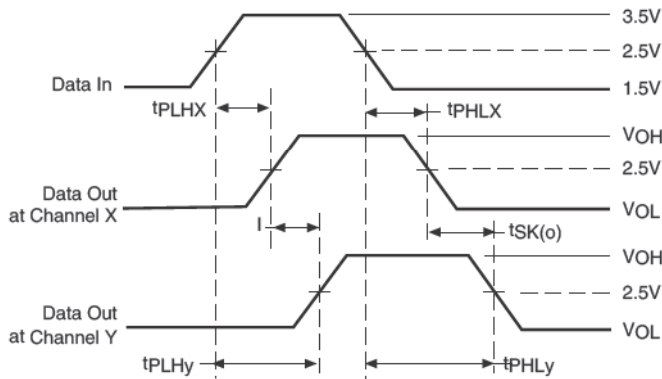 3.5V
2.5V
Data In
1.5V
tPLHX
tPHLX
VOH
2.5V
Data Out
at Channel X
VOL
I
tSK(o)
VOH
2.5V
Data Out
at Channel Y
VOL
tPLHy
tPHLy